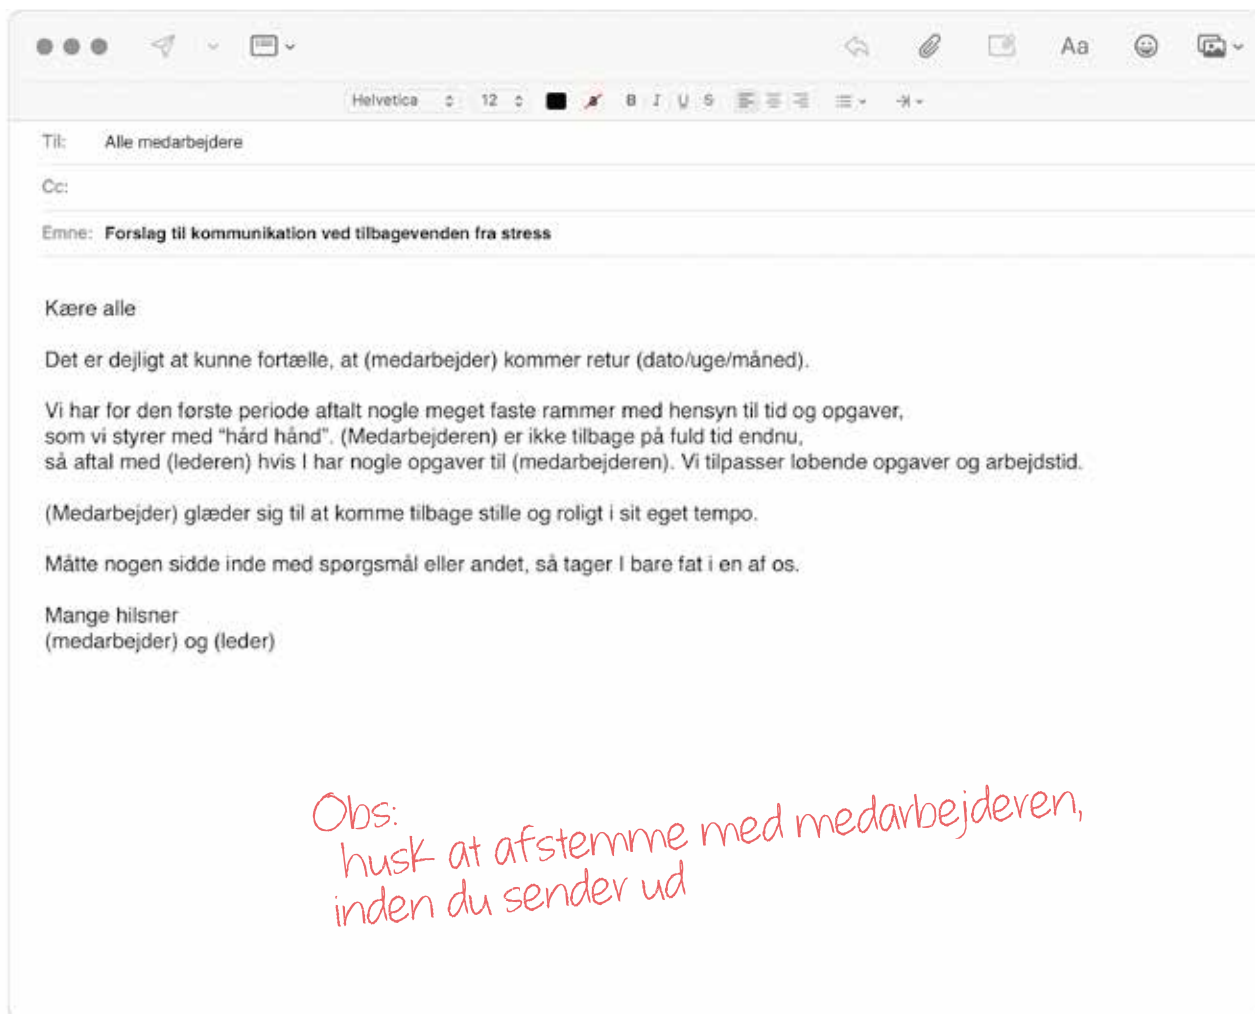 Aa
Helvetica 12 a B I U S
Til: Alle medarbejdere
Cc:
Emne: Forslag til kommunikation ved tilbagevenden fra stress
Kære alle
Det er dejligt at kunne fortælle, at (medarbejder) kommer retur (dato/uge/måned).
Vi har for den første periode aftalt nogle meget faste rammer med hensyn til tid og opgaver,
som vi styrer med “hård hånd”. (Medarbejderen) er ikke tilbage på fuld tid endnu,
så aftal med (lederen) hvis I har nogle opgaver til (medarbejderen). Vi tilpasser løbende opgaver og arbejdstid.
(Medarbejder) glæder sig til at komme tilbage stille og roligt i sit eget tempo.
Måtte nogen sidde inde med spørgsmål eller andet, så tager I bare fat i en af os.
Mange hilsner
(medarbejder) og (leder)
Obs:
husk at afstemme med medarbejderen,
inden du sender ud